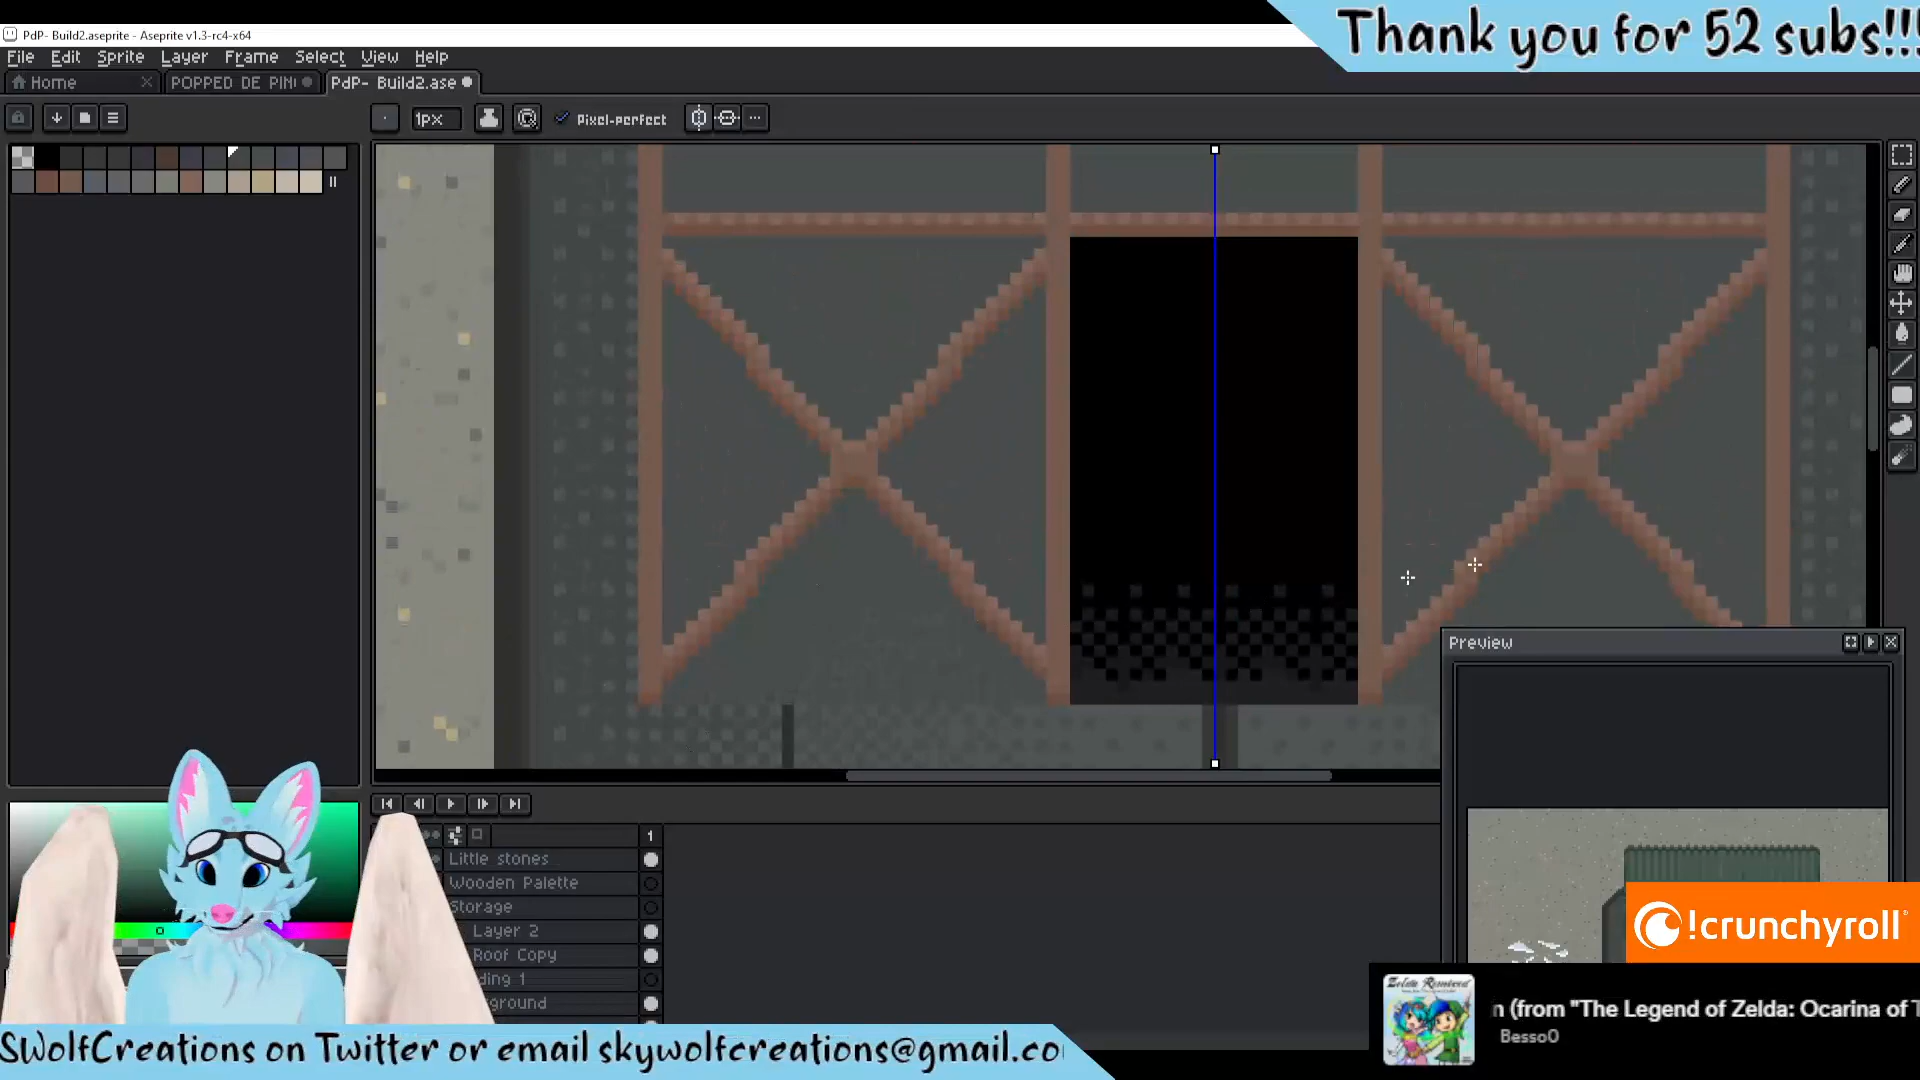 Thank you for 52 subs!!!
PdP- Build2.aseprite - Aseprite v1.3-rc4-x64
File Edit Sprite Layer Frame Select View Help
Home
POPPED DE PIN
PdP- Build2.ase
1px
Pixel-perfect
Preview
1
Little stones
Wooden Palette
Storage
Layer 2
Roof Copy
ding 1
ground
!crunchyroll
Zelda Remixed
n (from "The Legend of Zelda: Ocarina of T
BessoO
SWolfCreations on Twitter or email skywolfcreations@gmail.co